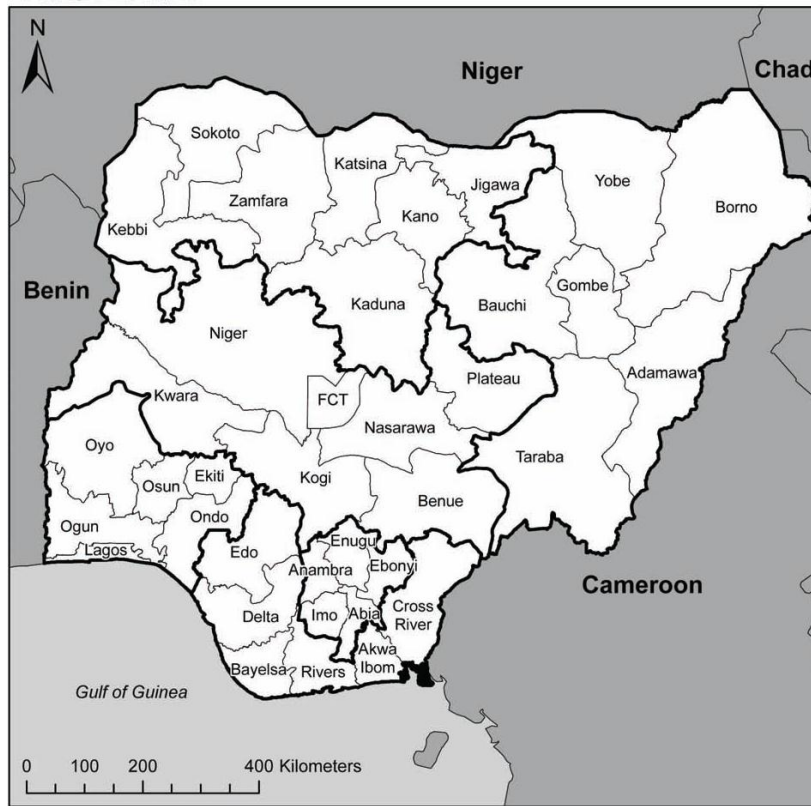 N
Niger
Chad
Sokoto
Katsina
Jigawa
Yobe
Zamfara
Kano
Borno
Kebbi
Benin
Gombe
Bauchi
Kaduna
Niger
Adamawa
Plateau
FCT
Kwara
Nasarawa
Oyo
Taraba
Ekiti
Kogi
Osun
Benue
Ondo
Ogun
Enugu
Lagos
Edo
Ebonyi
Anambra
Cameroon
Cross
River
Delta
Imo
Abia
Akwa
Ibom
Bayelsa
Rivers
Gulf of Guinea
0 100 200 400 Kilometers